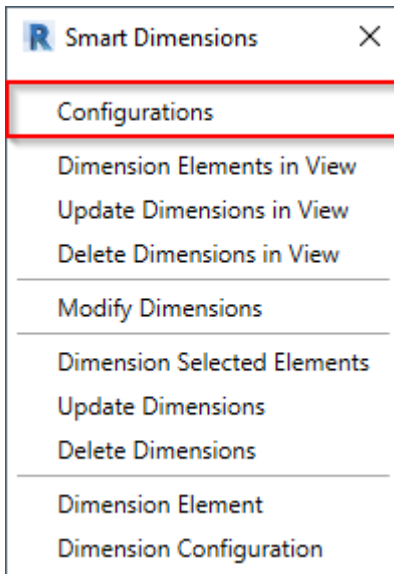 R Smart Dimensions
Configurations
Dimension Elements in View
Update Dimensions in View
Delete Dimensions in View
Modify Dimensions
Dimension Selected Elements
Update Dimensions
Delete Dimensions
Dimension Element
Dimension Configuration